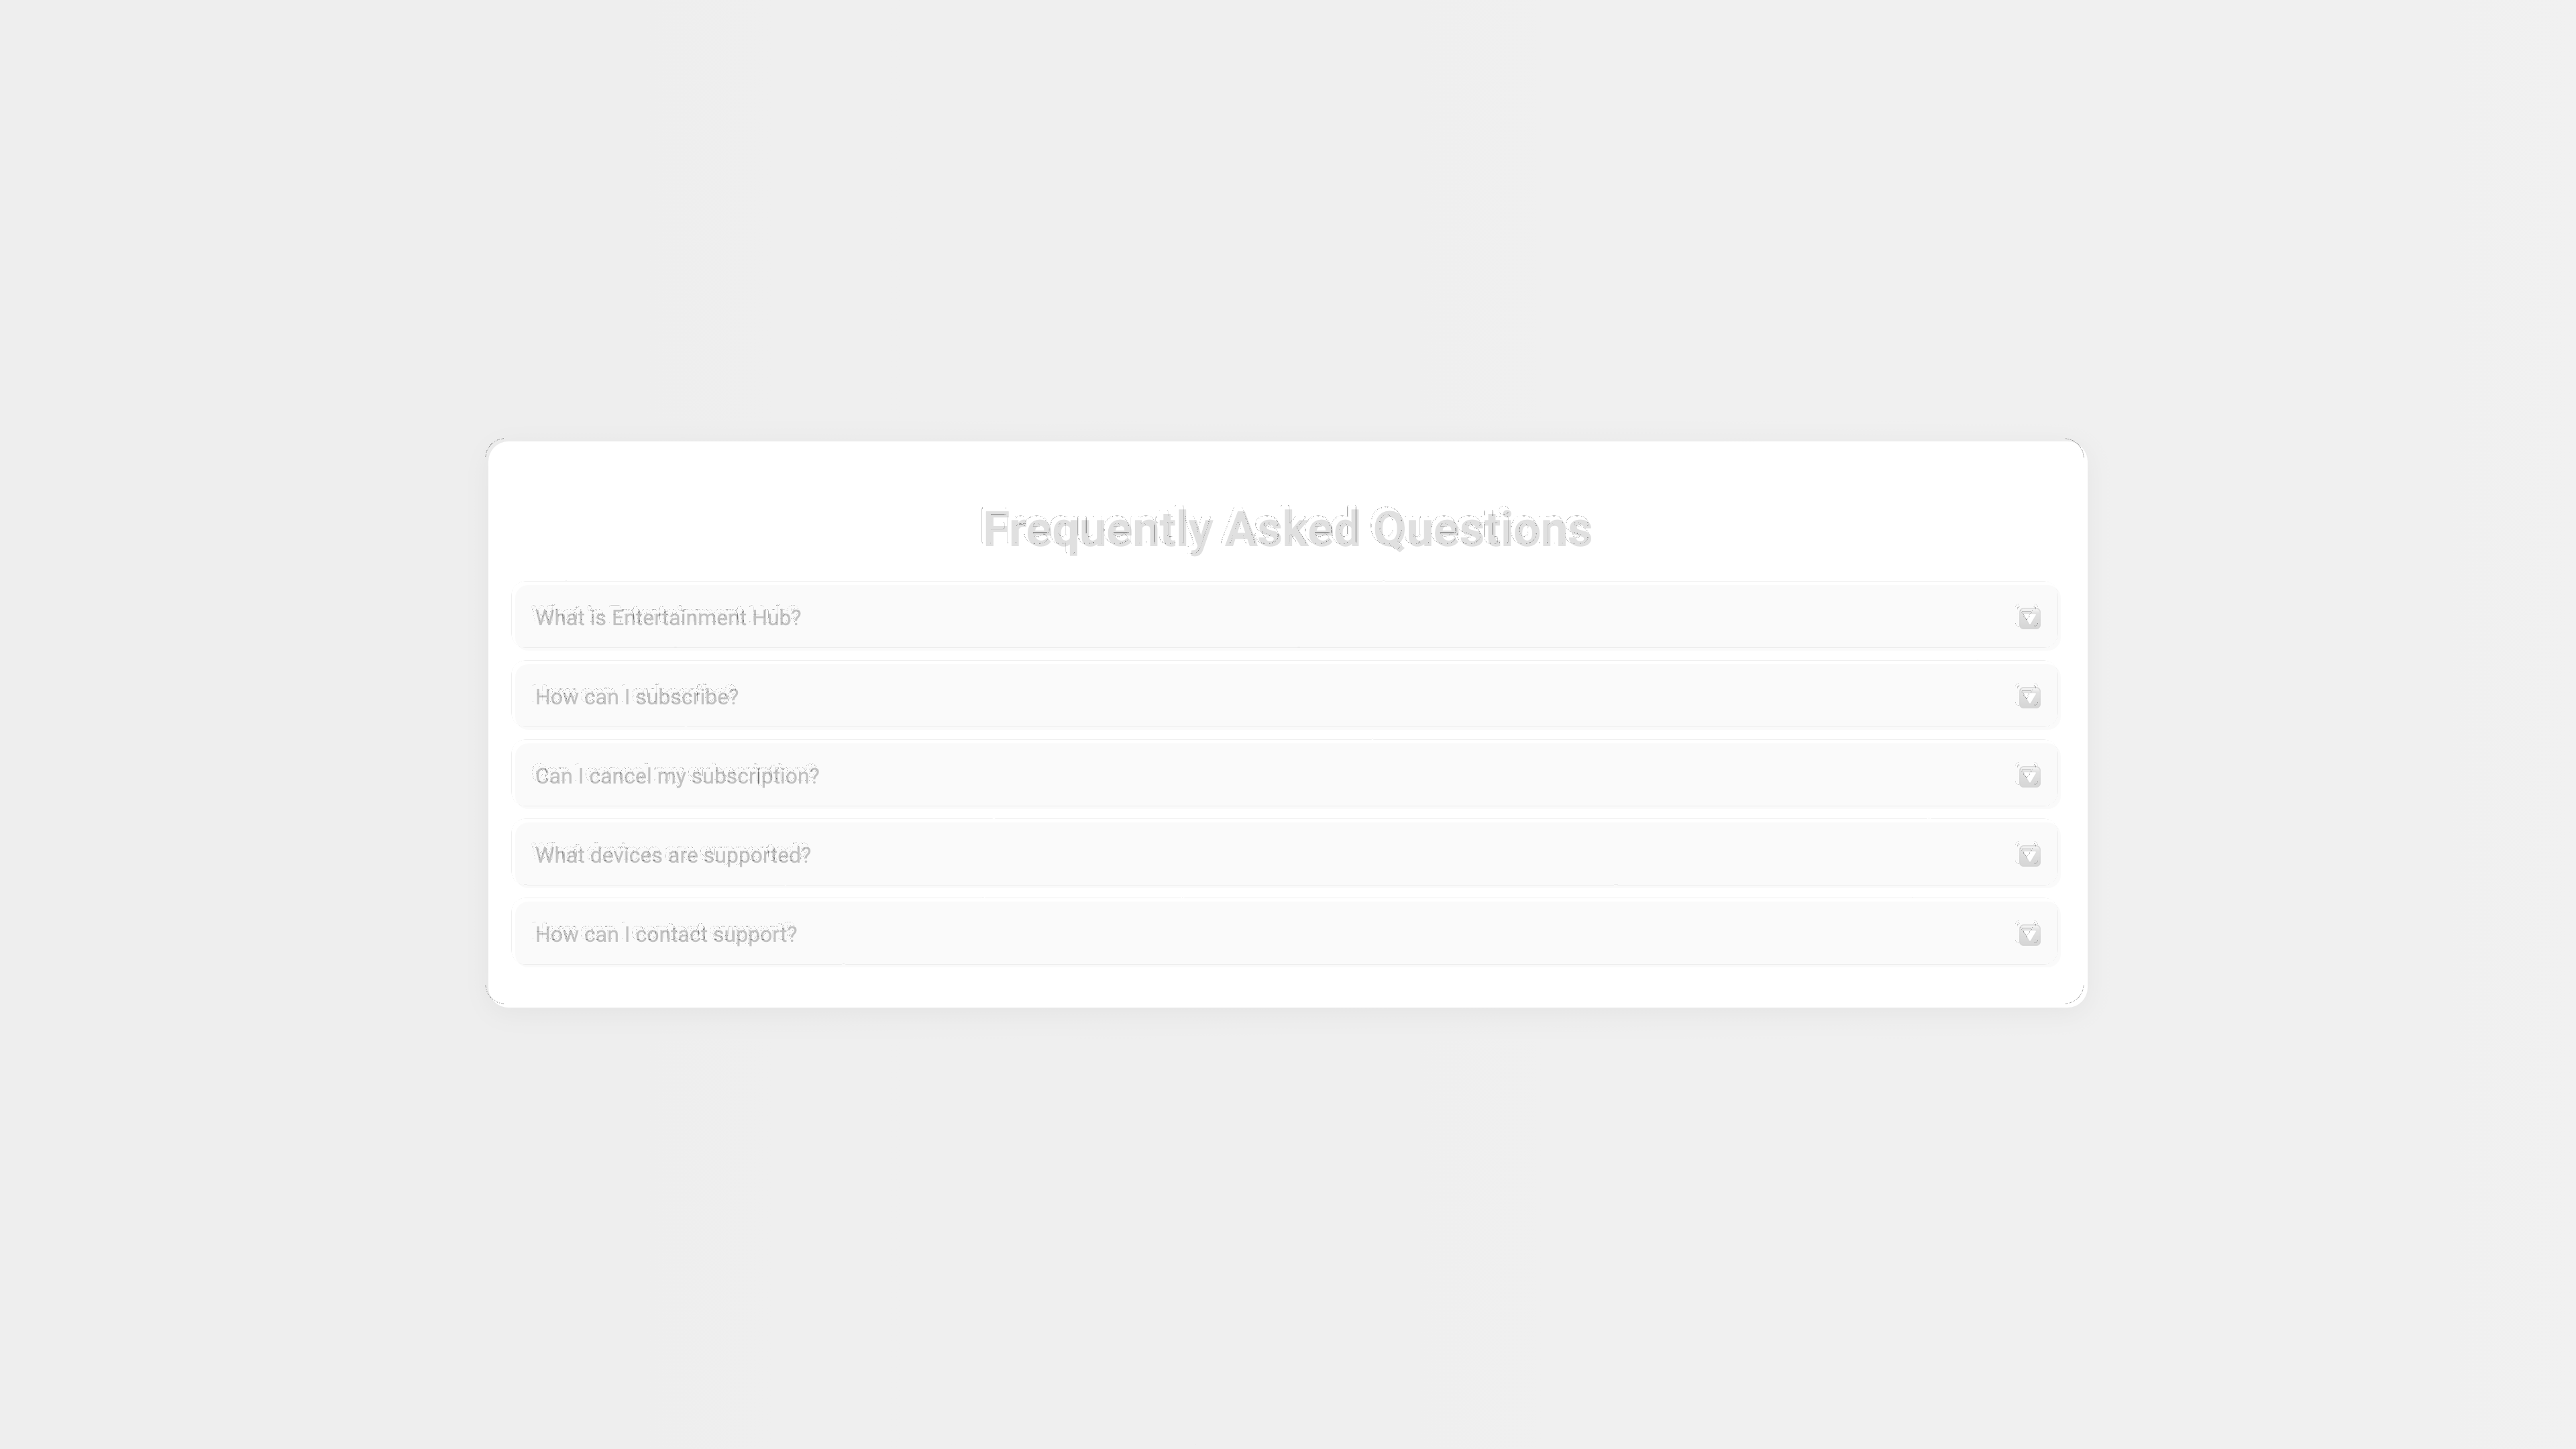 Frequently Asked Questions
What is Entertainment Hub?
How can I subscribe?
Can I cancel my subscription?
What devices are supported?
How can I contact support?